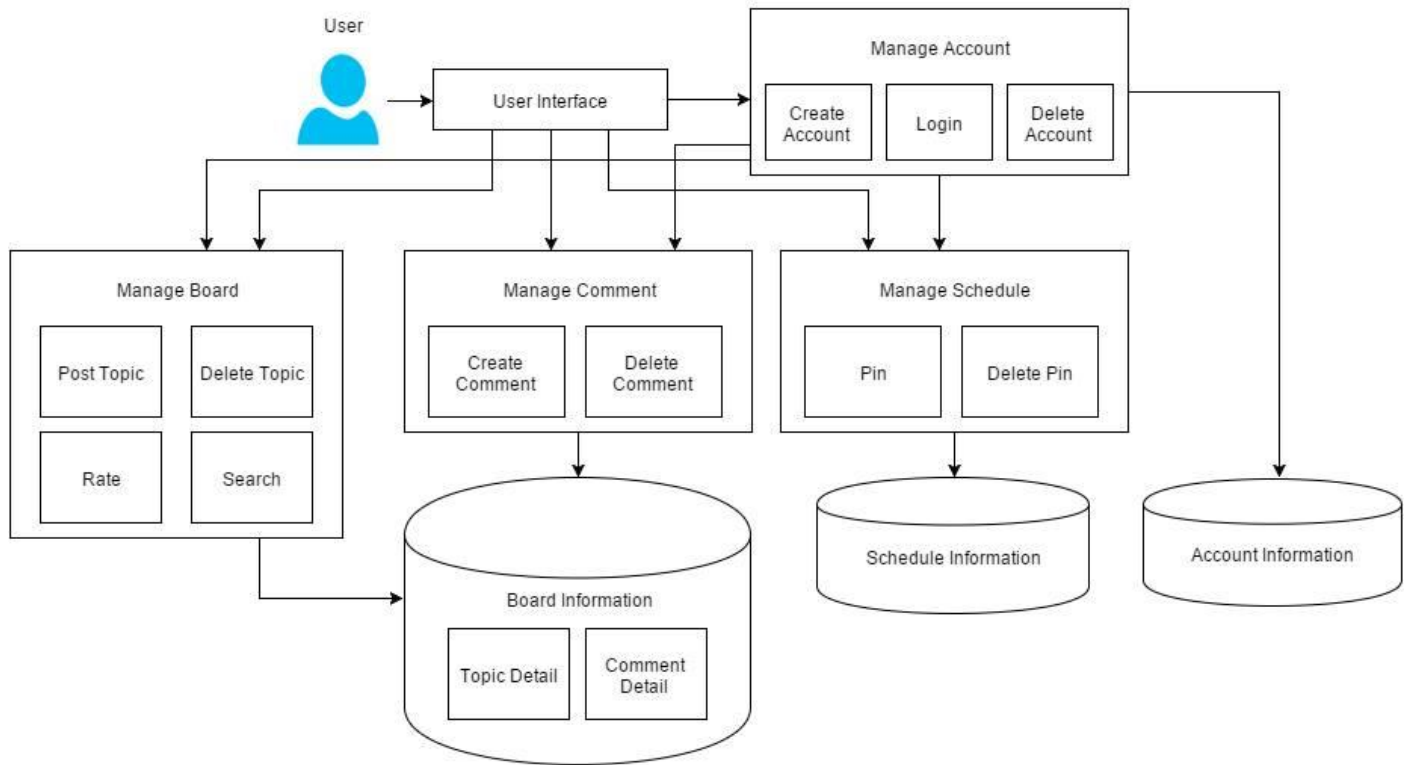 User
Manage Account
User Interface
Create
Account
Login
Delete
Account
Manage Board
Manage Comment
Manage Schedule
Post Topic
Delete Topic
Create
Comment
Delete
Comment
Pin
Delete Pin
Rate
Search
Schedule Information
Account Information
Board Information
Topic Detail
Comment
Detail